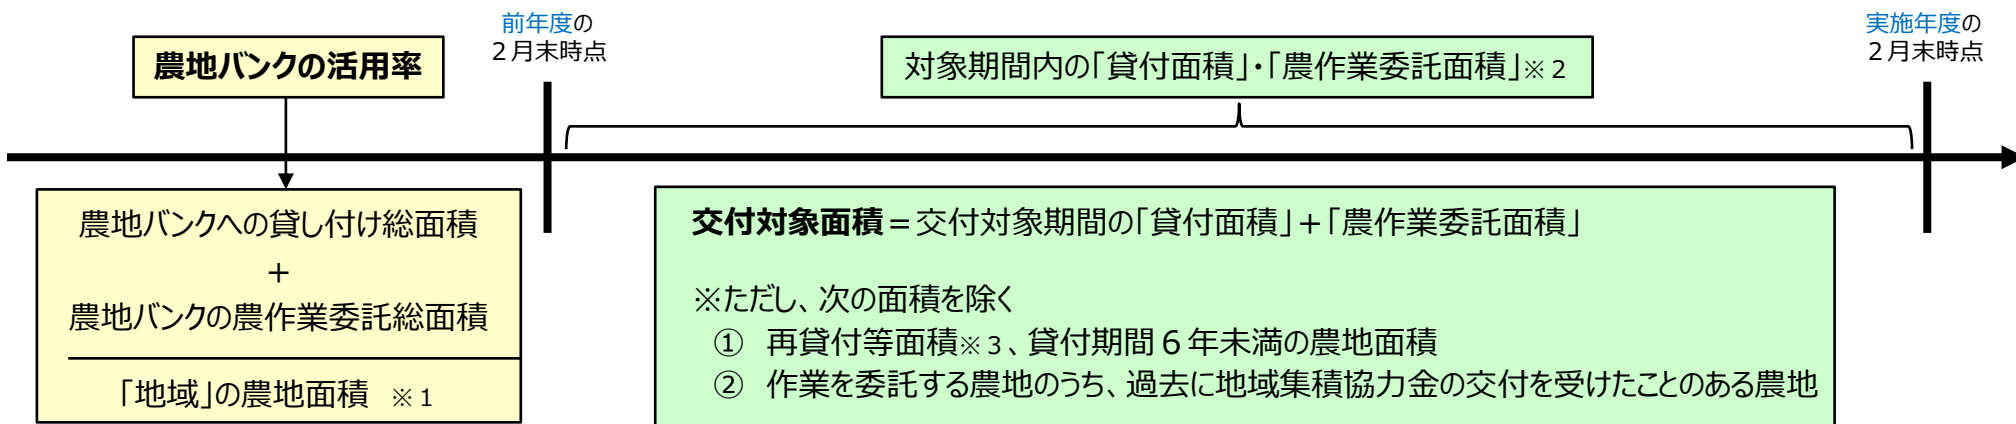 農地バンクの活用率
前年度の
２月末時点
対象期間内の「貸付面積」・「農作業委託面積」※２
実施年度の
２月末時点
農地バンクへの貸し付け総面積
＋
農地バンクの農作業委託総面積
「地域」の農地面積 ※１
交付対象面積＝交付対象期間の「貸付面積」＋「農作業委託面積」
※ただし、次の面積を除く
① 再貸付等面積※３、貸付期間６年未満の農地面積
② 作業を委託する農地のうち、過去に地域集積協力金の交付を受けたことのある農地